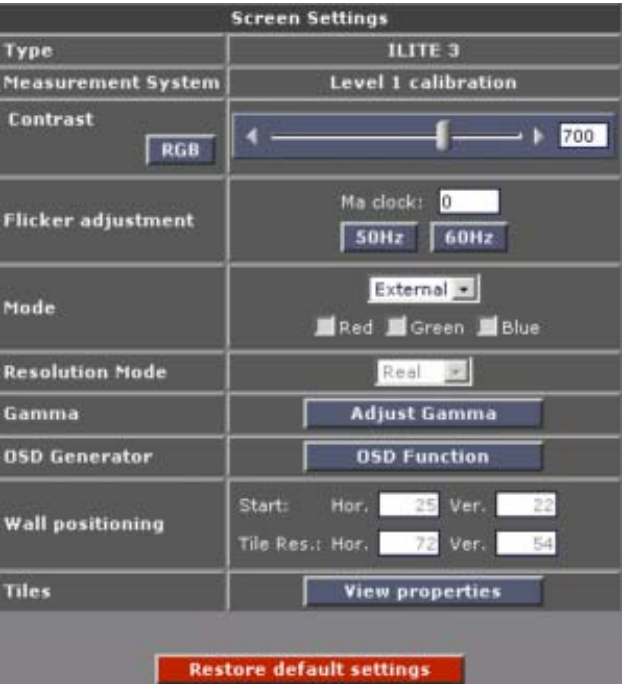 Screen Settings
Type ILITE 3
Measurement System Level 1 calibration
Contrast
RGB 700
Flicker adjustment
Ma clock: 0
50Hz 60Hz
Mode
External
Red Green Blue
Resolution Mode Real
Gamma Adjust Gamma
OSD Generator OSD Function
Wall positioning
Start: Hor. 25 Ver. 22
Tile Res.: Hor. 72 Ver. 54
Tiles View properties
Restore default settings